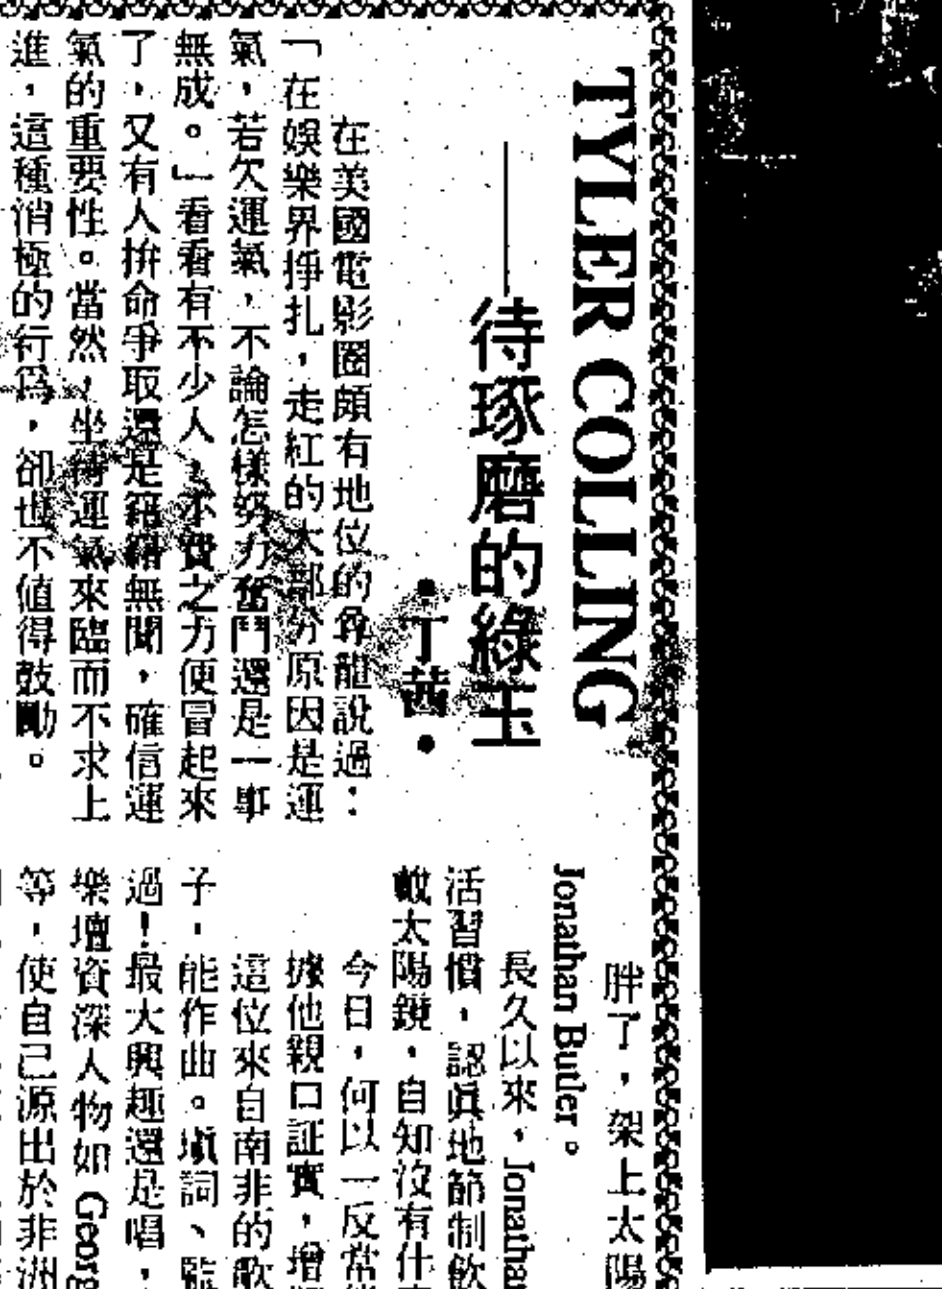 TYLER COLLING
——待琢磨的綠玉
•丁茜•
在美國電影圈頗有地位的尊龍說過：
「在娛樂界掙扎，走紅的大部分原因是運
氣，若欠運氣，不論怎樣努力奮鬥還是一事
無成。」看看有不少人，不費之力便冒起來
了，又有人拚命爭取還是籍籍無聞，確信運
氣的重要性。當然，坐待運氣來臨而不求上
進，這種消極的行爲，卻也不値得鼓勵。
胖了，架上太陽
Jonathan Butler。
長久以來，Jonathan
活習慣，認眞地節制飲
戴太陽鏡，自知沒有什
今日，何以一反常
據他親口証實，增
這位來自南非的歌
子，能作曲。塡詞、監
過！最大興趣還是唱，
樂壇資深人物如 Georg
等，使自己源出於非洲